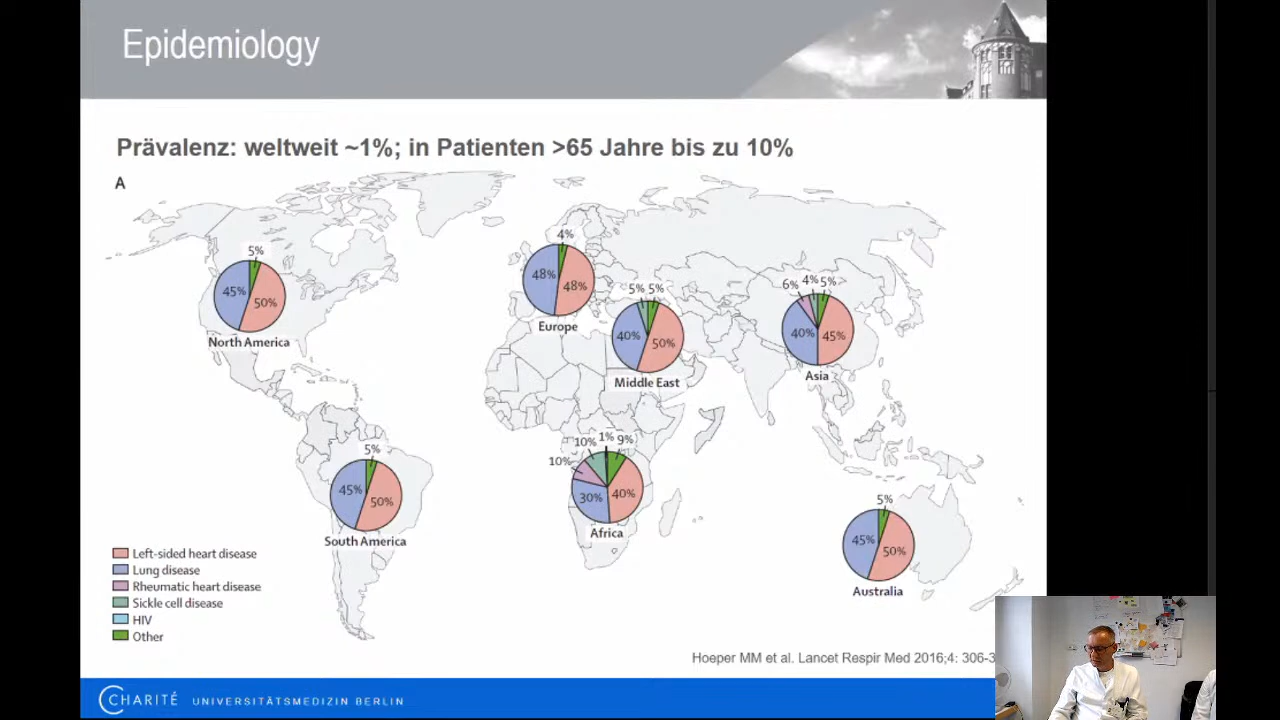 Epidemiology
Prävalenz: weltweit ~1%; in Patienten >65 Jahre bis zu 10%
A
5%
45%
50%
North America
4%
48%
48%
Europe
5% 5%
40%
50%
Middle East
6% 4% 5%
40%
45%
Asia
5%
45%
50%
South America
10% 1% 9%
10%
30%
40%
Africa
5%
45%
50%
Australia
Left-sided heart disease
Lung disease
Rheumatic heart disease
Sickle cell disease
HIV
Other
Hoeper MM et al. Lancet Respir Med 2016;4: 306-3
CHARITÉ UNIVERSITÄTSMEDIZIN BERLIN